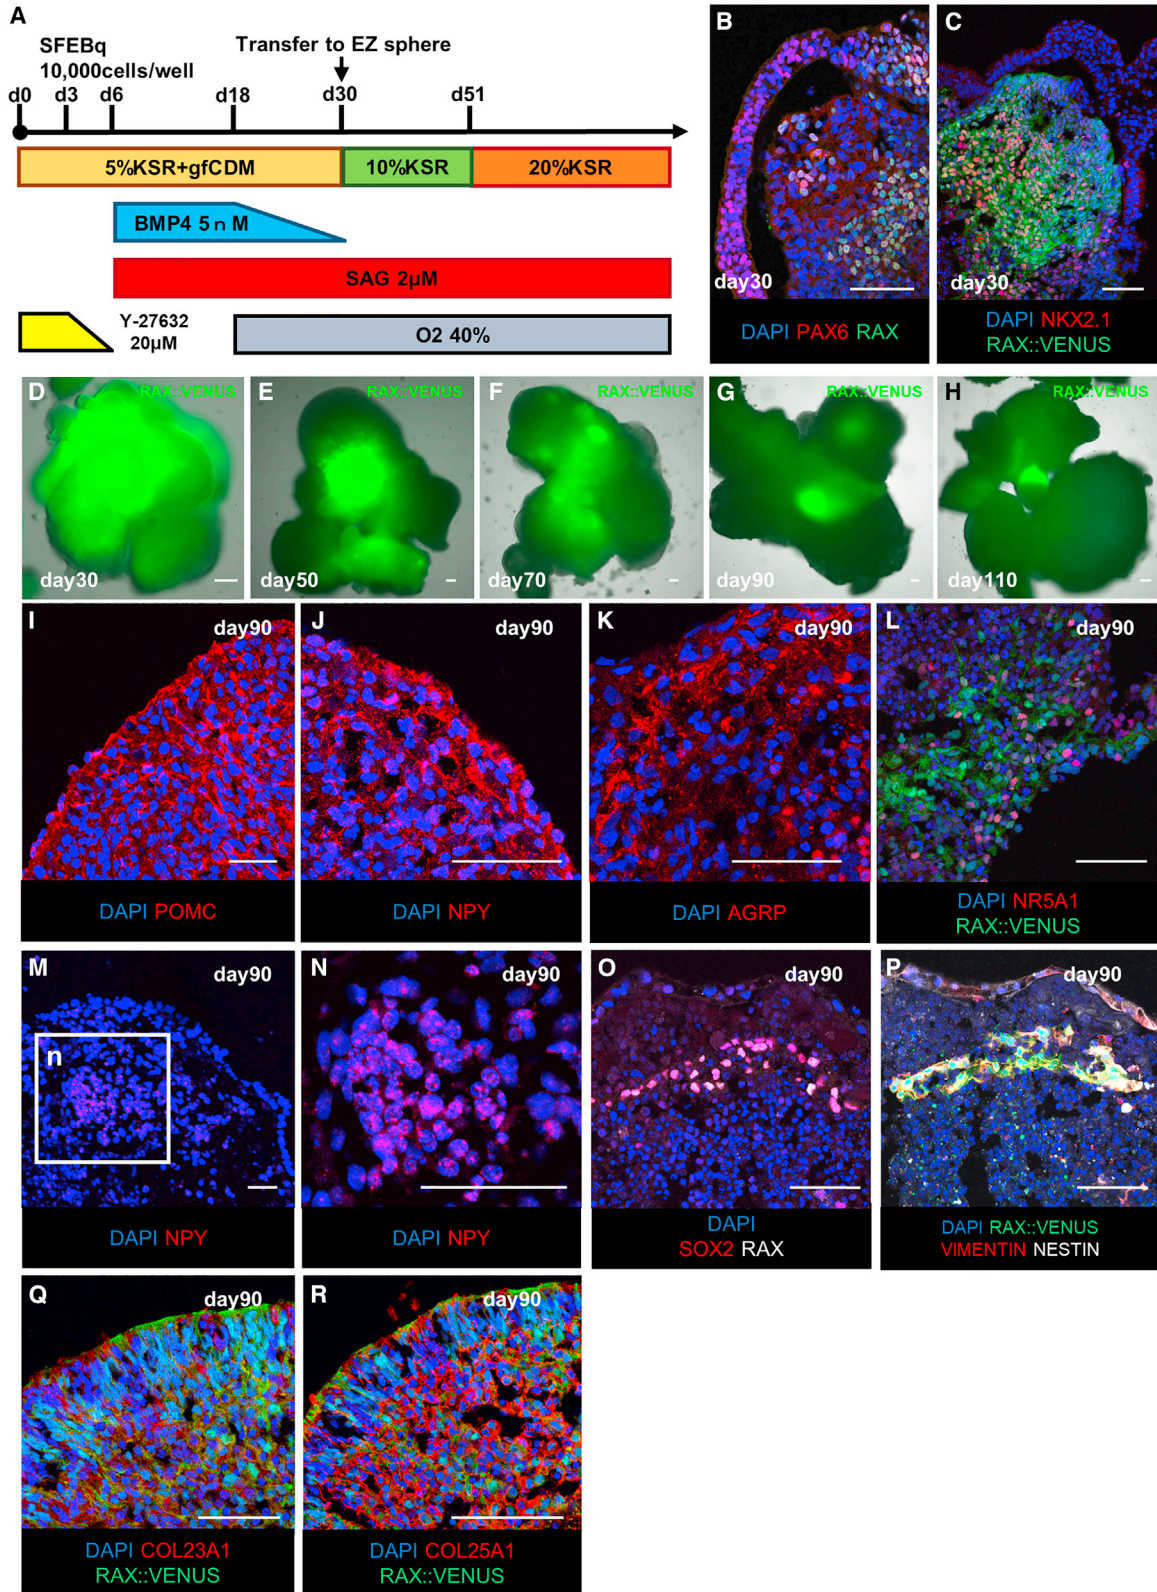 A
SFEBq
10,000cells/well
Transfer to EZ sphere
d0 d3 d6 d18 d30 d51
5%KSR+gfCDM 10%KSR 20%KSR
BMP4 5 n M
SAG 2μM
Y-27632
20μM
O2 40%
B
day30
DAPI PAX6 RAX
C
day30
DAPI NKX2.1
RAX::VENUS
D
RAX::VENUS
day30
E
RAX::VENUS
day50
F
RAX::VENUS
day70
G
RAX::VENUS
day90
H
RAX::VENUS
day110
I
day90
DAPI POMC
J
day90
DAPI NPY
K
day90
DAPI AGRP
L
day90
DAPI NR5A1
RAX::VENUS
M
day90
n
DAPI NPY
N
day90
DAPI NPY
O
day90
DAPI
SOX2 RAX
P
day90
DAPI RAX::VENUS
VIMENTIN NESTIN
Q
day90
DAPI COL23A1
RAX::VENUS
R
day90
DAPI COL25A1
RAX::VENUS